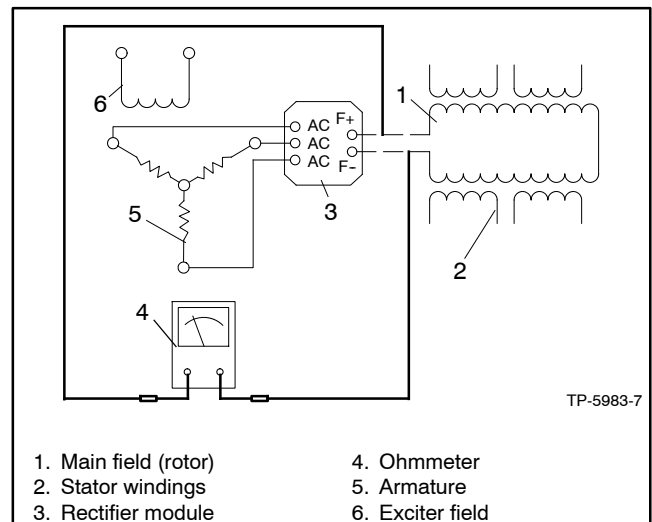 6
1
AC F+
AC
AC F−
3
5
2
4
TP-5983-7
1. Main field (rotor)
2. Stator windings
3. Rectifier module
4. Ohmmeter
5. Armature
6. Exciter field